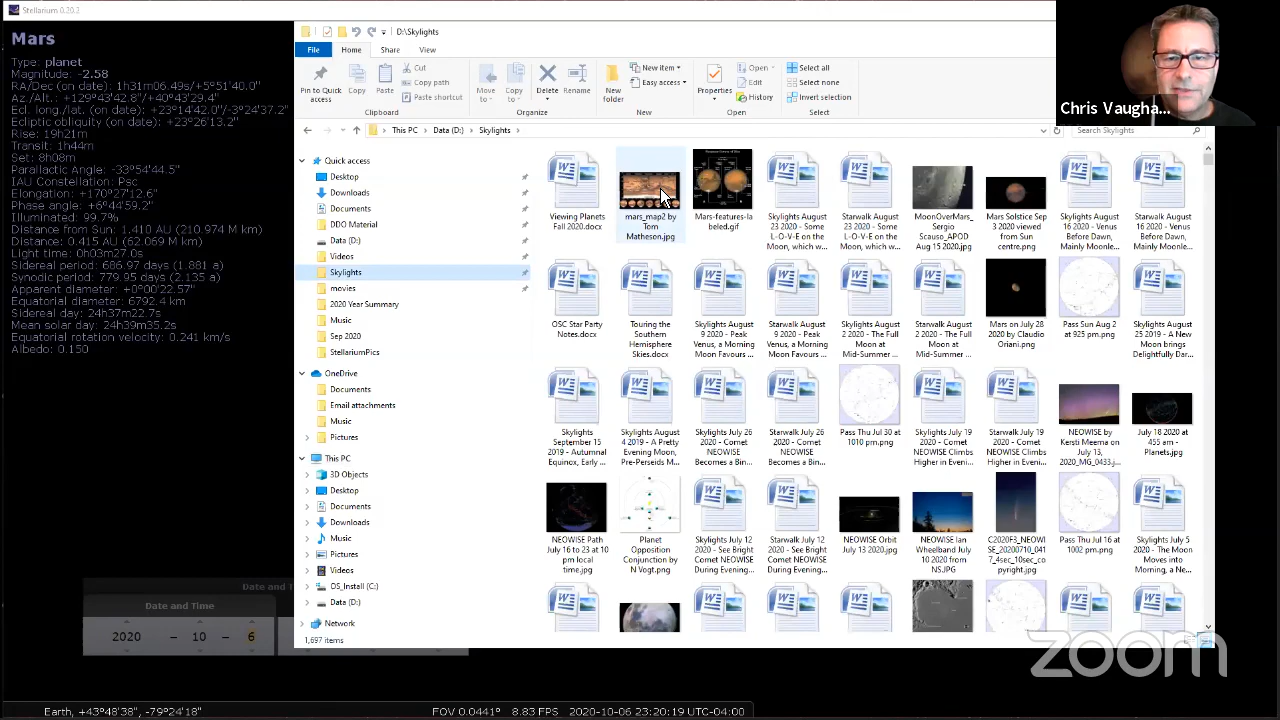 Stellarium 0.20.2
Mars
Type: planet
Magnitude: -2.58
RA/Dec (on date): 1h31m06.49s/+5°51'40.0"
Az./Alt.: +129°43'42.8"/+40°43'29.4"
Ecl. long./lat. (on date): +23°14'42.0"/-3°24'37.2"
Ecliptic obliquity (on date): +23°26'13.2"
Rise: 19h21m
Transit: 1h44m
Set: 8h08m
Parallactic Angle: -33°54'44.5"
IAU Constellation: Psc
Elongation: +170°27'12.6"
Phase angle: +6°44'59.2"
Illuminated: 99.7%
Distance from Sun: 1.410 AU (210.974 M km)
Distance: 0.415 AU (62.069 M km)
Light time: 0h03m27.0s
Sidereal period: 686.97 days (1.881 a)
Synodic period: 779.95 days (2.135 a)
Apparent diameter: +0°00'22.57"
Equatorial diameter: 6792.4 km
Sidereal day: 24h37m22.7s
Mean solar day: 24h39m35.2s
Equatorial rotation velocity: 0.241 km/s
Albedo: 0.150
D:\Skylights
File Home Share View
Pin to Quick access
Copy
Paste
Cut
Copy path
Paste shortcut
Clipboard
Move to
Copy to
Delete
Rename
Organize
New folder
New item
Easy access
New
Properties
Open
Edit
History
Open
Select all
Select none
Invert selection
Select
This PC > Data (D:) > Skylights
Search Skylights
Quick access
Desktop
Downloads
Documents
DDO Material
Data (D:)
Videos
Skylights
movies
2020 Year Summary
Music
Sep 2020
StellariumPics
OneDrive
Documents
Email attachments
Music
Pictures
This PC
3D Objects
Desktop
Documents
Downloads
Music
Pictures
Videos
OS_Install (C:)
Data (D:)
Network
1,697 items
Viewing Planets Fall 2020.docx
mars_map2 by Tom Matheson.jpg
Mars-features-labeled.gif
Skylights August 23 2020 - Some L-O-V-E on the Moon, which w...
Starwalk August 23 2020 - Some L-O-V-E on the Moon, which w...
MoonOverMars_Sergio Scauso_APOD Aug 15 2020.jpg
Mars Solstice Sep 3 2020 viewed from Sun centre.png
Skylights August 16 2020 - Venus Before Dawn, Mainly Moonle...
Starwalk August 16 2020 - Venus Before Dawn, Mainly Moonle...
OSC Star Party Notes.docx
Touring the Southern Hemisphere Skies.docx
Skylights August 9 2020 - Peak Venus, a Morning Moon Favours ...
Starwalk August 9 2020 - Peak Venus, a Morning Moon Favours ...
Skylights August 2 2020 - The Full Moon at Mid-Summer ...
Starwalk August 2 2020 - The Full Moon at Mid-Summer ...
Mars on July 28 2020 by Claudio Oriani.png
Pass Sun Aug 2 at 945 pm.png
Skylights August 25 2019 - A New Moon brings Delightfully Dar...
Skylights September 15 2019 - Autumnal Equinox, Early ...
Skylights August 4 2019 - A Pretty Evening Moon, Pre-Perseids M...
Skylights July 26 2020 - Comet NEOWISE Becomes a Bin...
Starwalk July 26 2020 - Comet NEOWISE Becomes a Bin...
Pass Thu Jul 30 at 1010 pm.png
Skylights July 19 2020 - Comet NEOWISE Climbs Higher in Eveni...
Starwalk July 19 2020 - Comet NEOWISE Climbs Higher in Eveni...
NEOWISE by Kersti Meema on July 13, 2020_MG_0433.j...
July 18 2020 at 455 am - Planets.jpg
NEOWISE Path July 16 to 23 at 10 pm local time.jpg
Planet Opposition Conjunction by N Vogt.png
Skylights July 12 2020 - See Bright Comet NEOWISE During Evening...
Starwalk July 12 2020 - See Bright Comet NEOWISE During Evening...
NEOWISE Orbit July 13 2020.jpg
NEOWISE Ian Wheelband July 10 2020 from NS.JPG
C2020F3_NEOWISE_20200710_0417_4sec_10sec_copyright.jpg
Pass Thu Jul 16 at 1002 pm.png
Skylights July 5 2020 - The Moon Moves into Morning, a Ne...
Date and T
Date and Time
2020 - 10 - 6
Earth, +43°48'38", -79°24'18"
FOV 0.0441° 8.83 FPS 2020-10-06 23:20:19 UTC-04:00
Chris Vaugha...
zoom